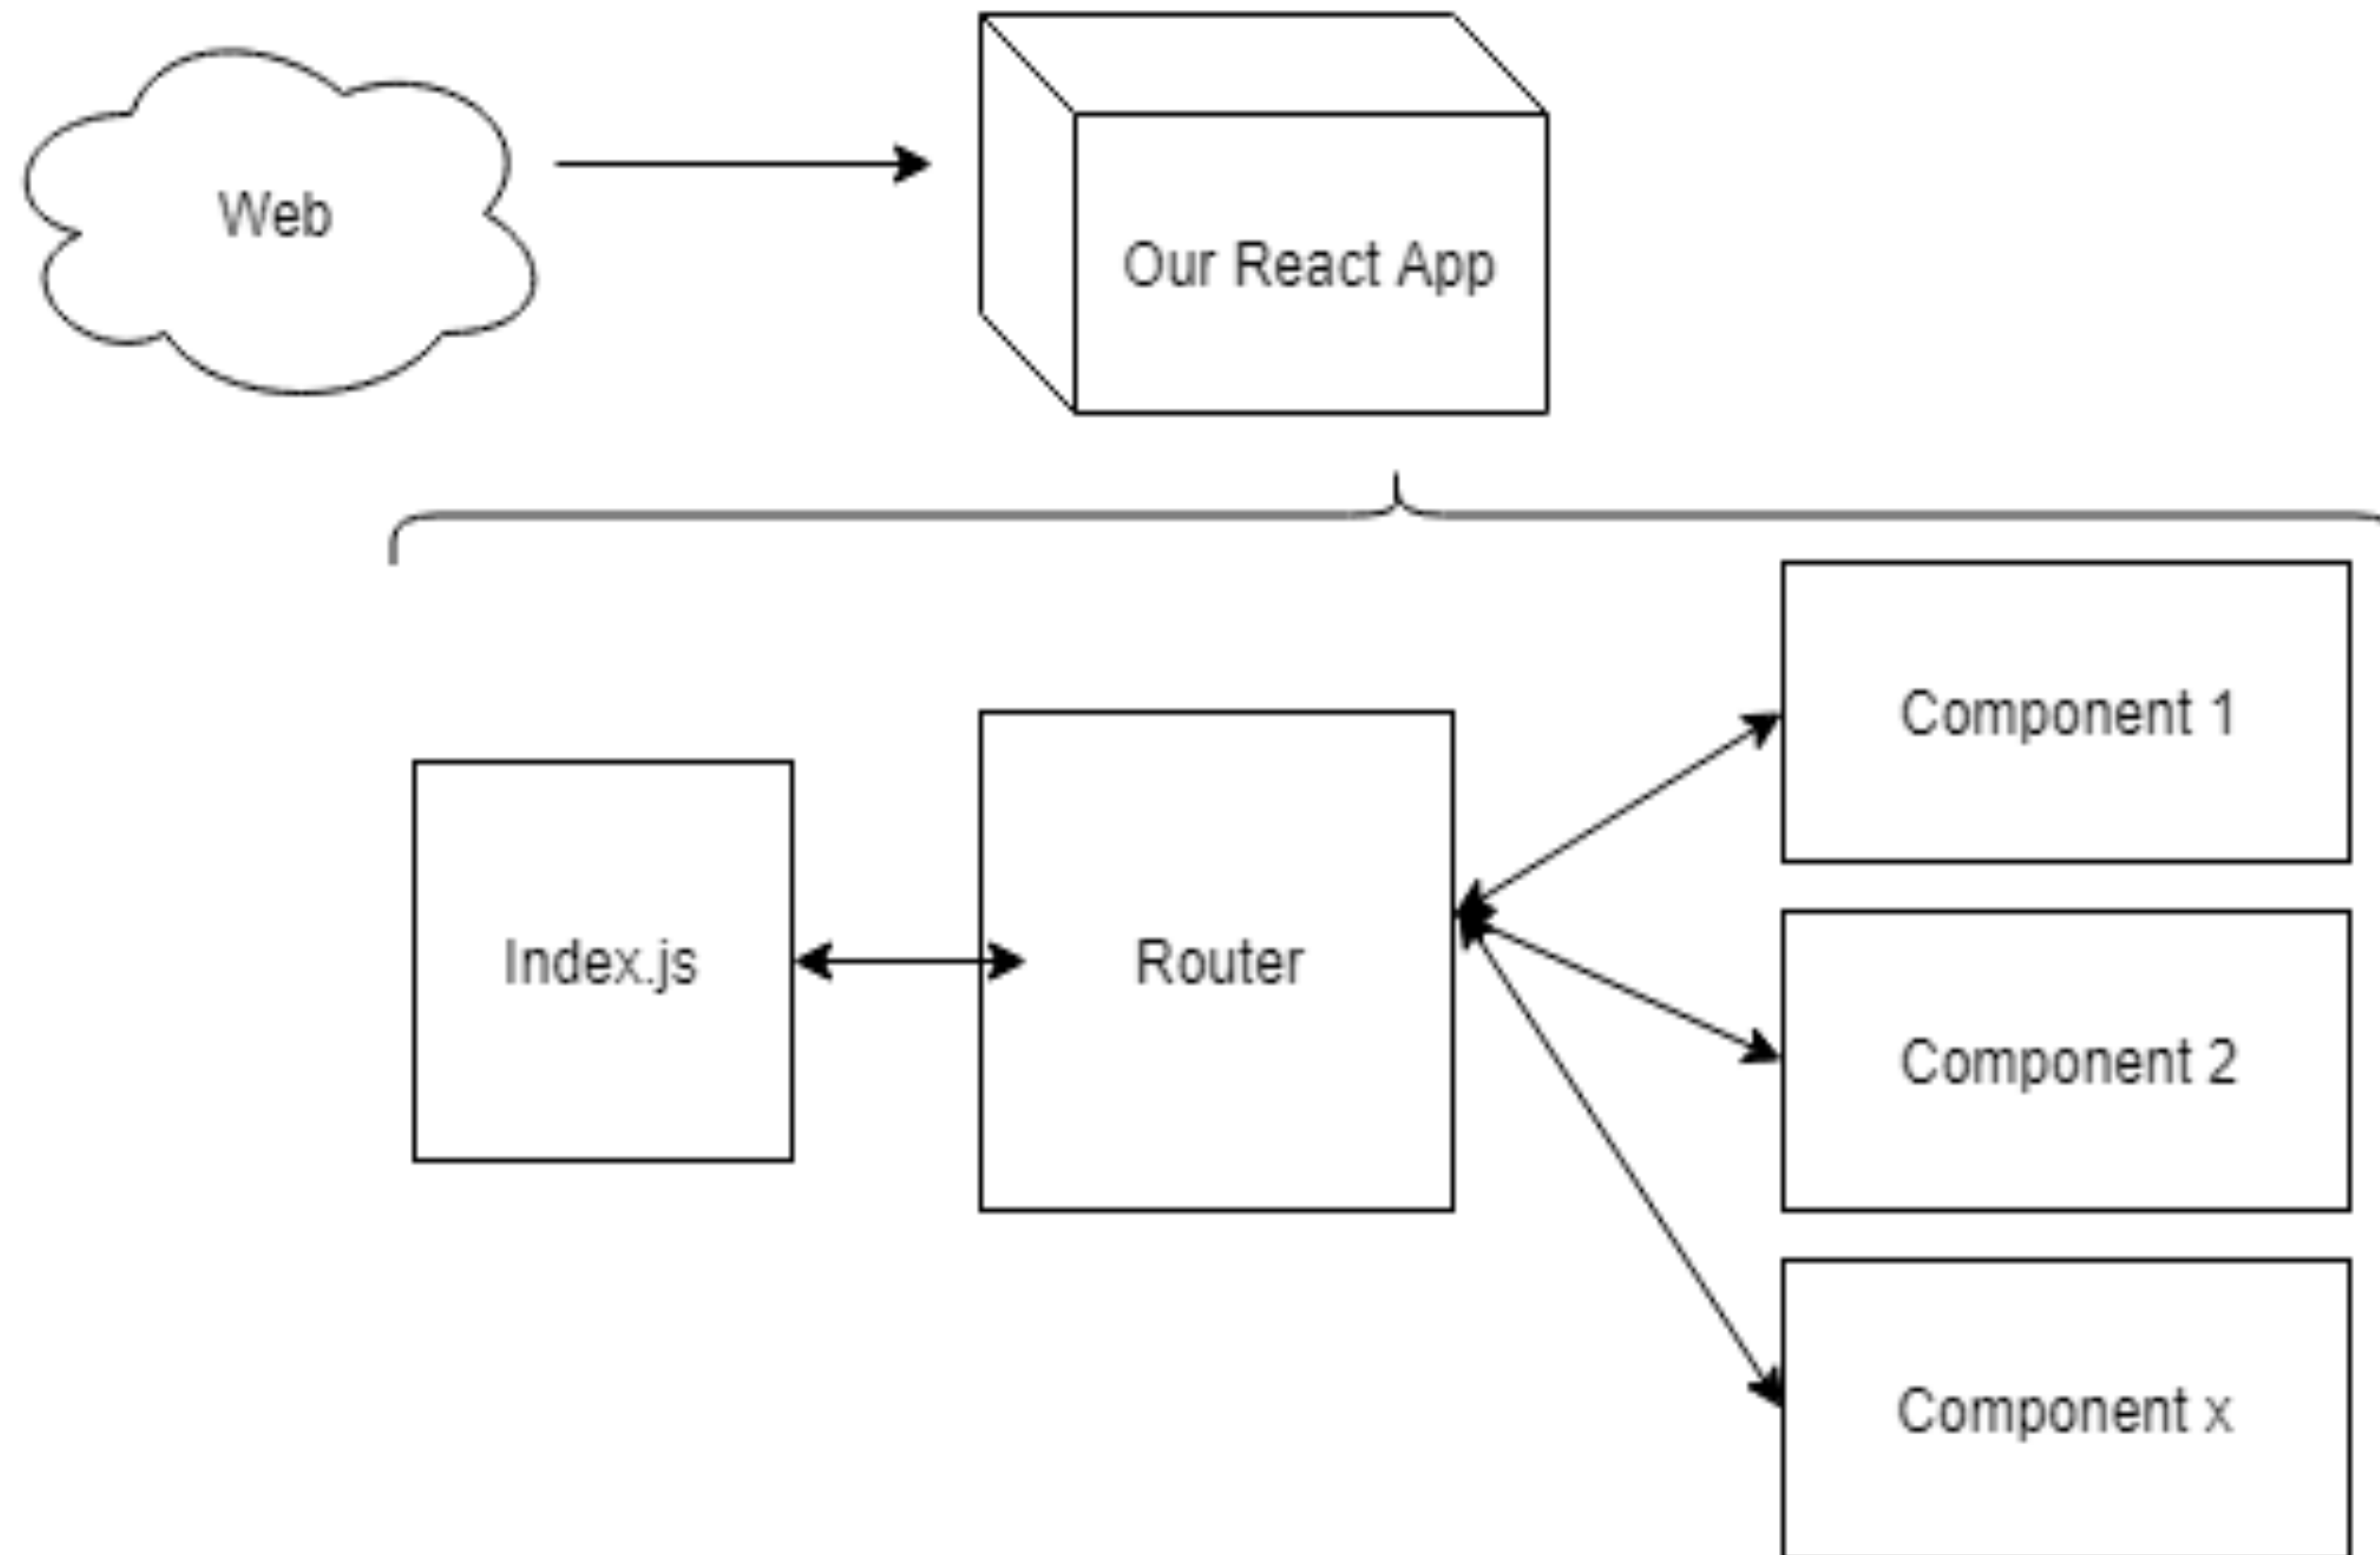 Web
Our React App
Component 1
Index.js
Router
Component 2
Component x